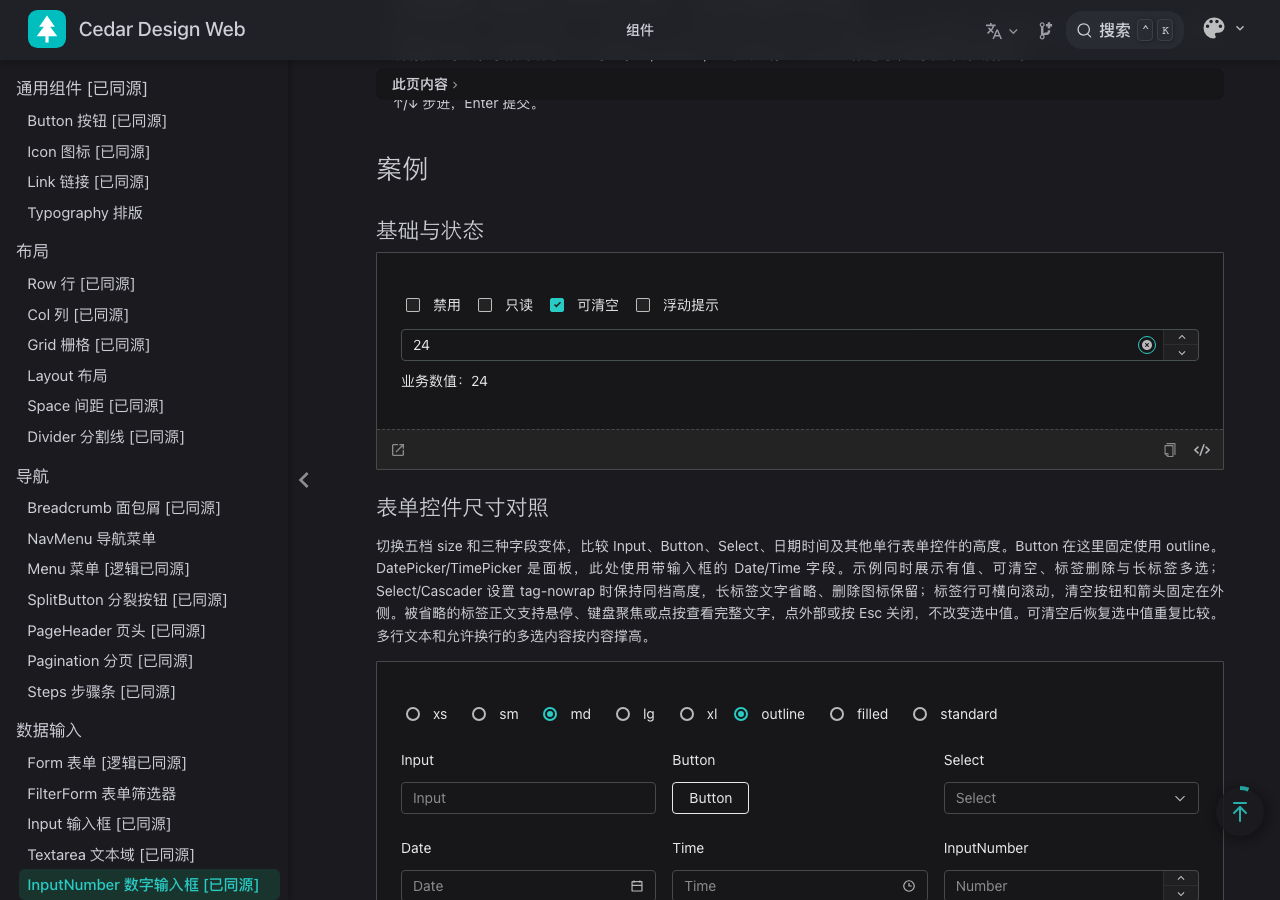 Cedar Design Web
组件
搜索
^
K
此页内容
↑/↓ 步进，Enter 提交。
通用组件 [已同源]
Button 按钮 [已同源]
Icon 图标 [已同源]
Link 链接 [已同源]
Typography 排版
布局
Row 行 [已同源]
Col 列 [已同源]
Grid 栅格 [已同源]
Layout 布局
Space 间距 [已同源]
Divider 分割线 [已同源]
导航
Breadcrumb 面包屑 [已同源]
NavMenu 导航菜单
Menu 菜单 [逻辑已同源]
SplitButton 分裂按钮 [已同源]
PageHeader 页头 [已同源]
Pagination 分页 [已同源]
Steps 步骤条 [已同源]
数据输入
Form 表单 [逻辑已同源]
FilterForm 表单筛选器
Input 输入框 [已同源]
Textarea 文本域 [已同源]
InputNumber 数字输入框 [已同源]
案例
基础与状态
禁用
只读
可清空
浮动提示
24
业务数值：24
表单控件尺寸对照
切换五档 size 和三种字段变体，比较 Input、Button、Select、日期时间及其他单行表单控件的高度。Button 在这里固定使用 outline。
DatePicker/TimePicker 是面板，此处使用带输入框的 Date/Time 字段。示例同时展示有值、可清空、标签删除与长标签多选；
Select/Cascader 设置 tag-nowrap 时保持同档高度，长标签文字省略、删除图标保留；标签行可横向滚动，清空按钮和箭头固定在外
侧。被省略的标签正文支持悬停、键盘聚焦或点按查看完整文字，点外部或按 Esc 关闭，不改变选中值。可清空后恢复选中值重复比较。
多行文本和允许换行的多选内容按内容撑高。
xs
sm
md
lg
xl
outline
filled
standard
Input
Button
Select
Input
Button
Select
Date
Time
InputNumber
Date
Time
Number